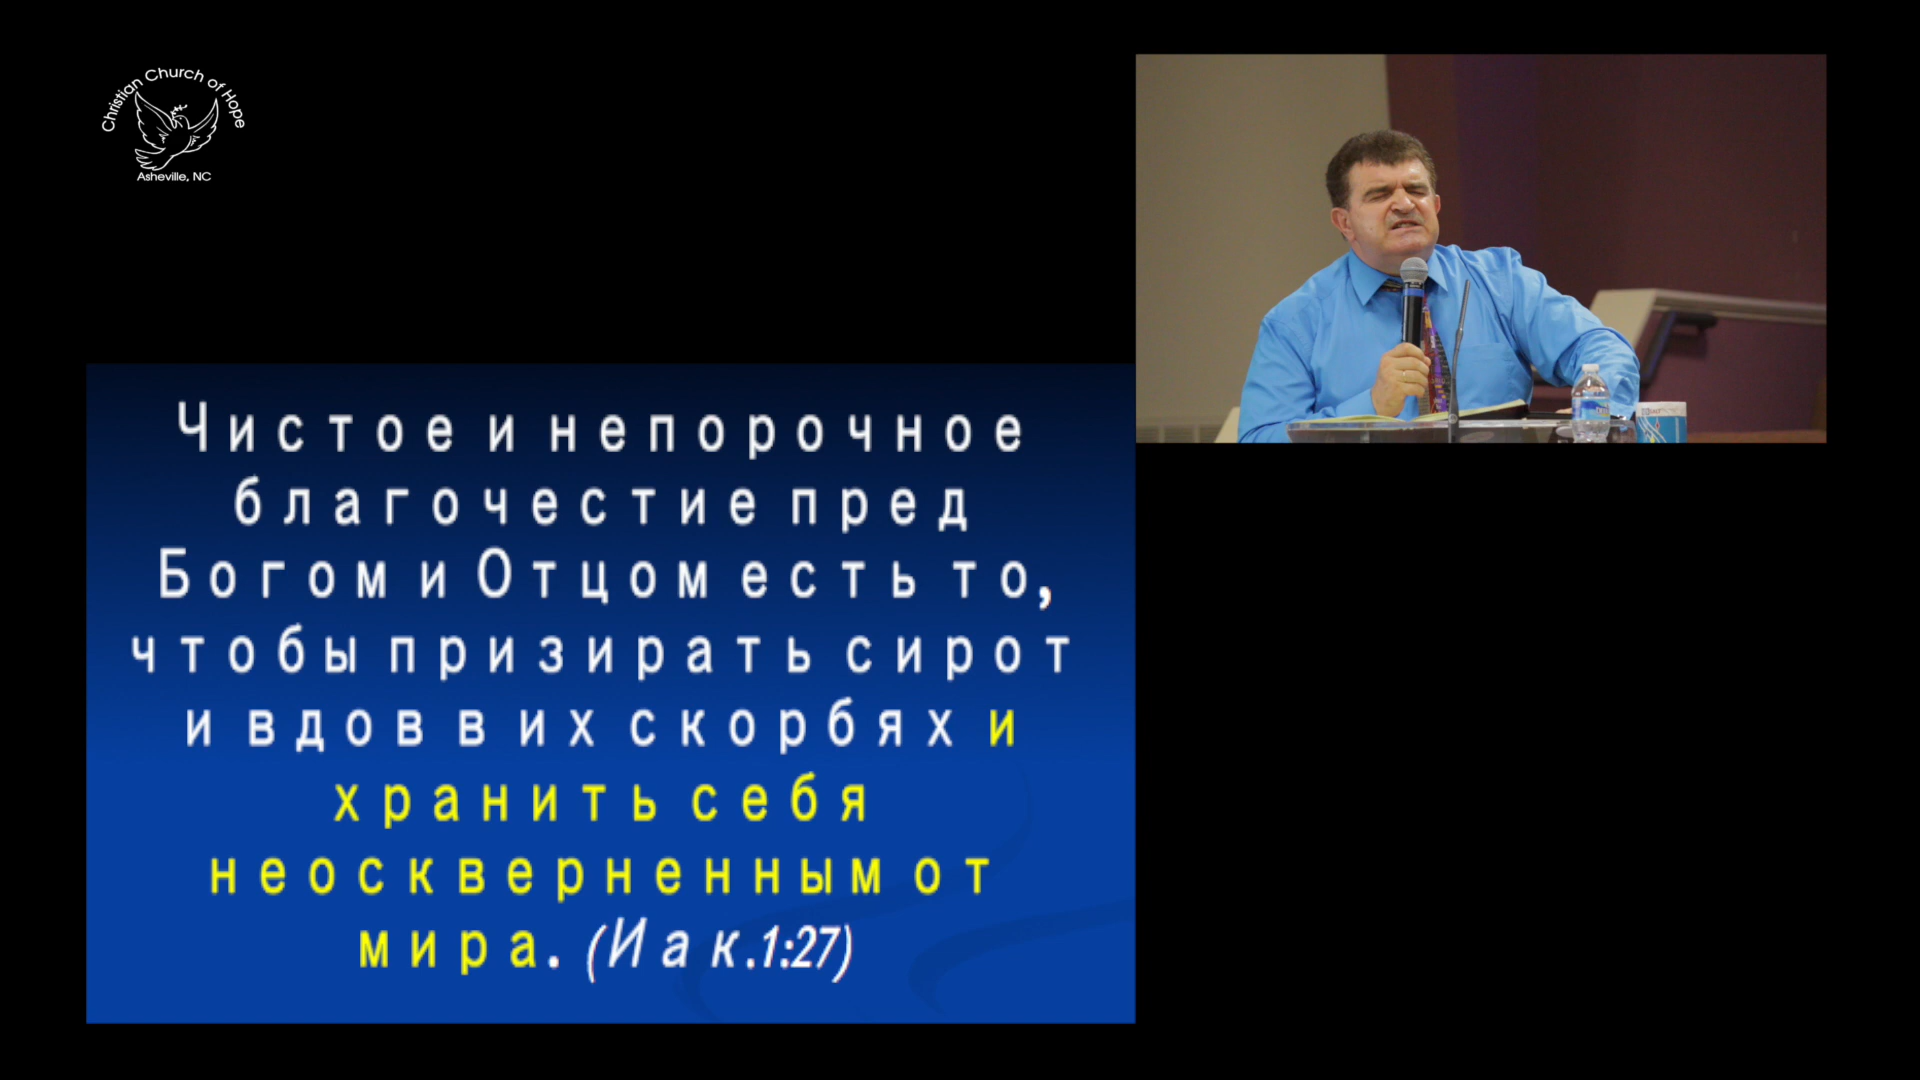 Christian Church of Hope
Asheville, NC
Чистое и непорочное
благочестие пред
Богом и Отцом есть то,
чтобы призирать сирот
и вдов в их скорбях и
хранить себя
неоскверненным от
мира. (Иак.1:27)